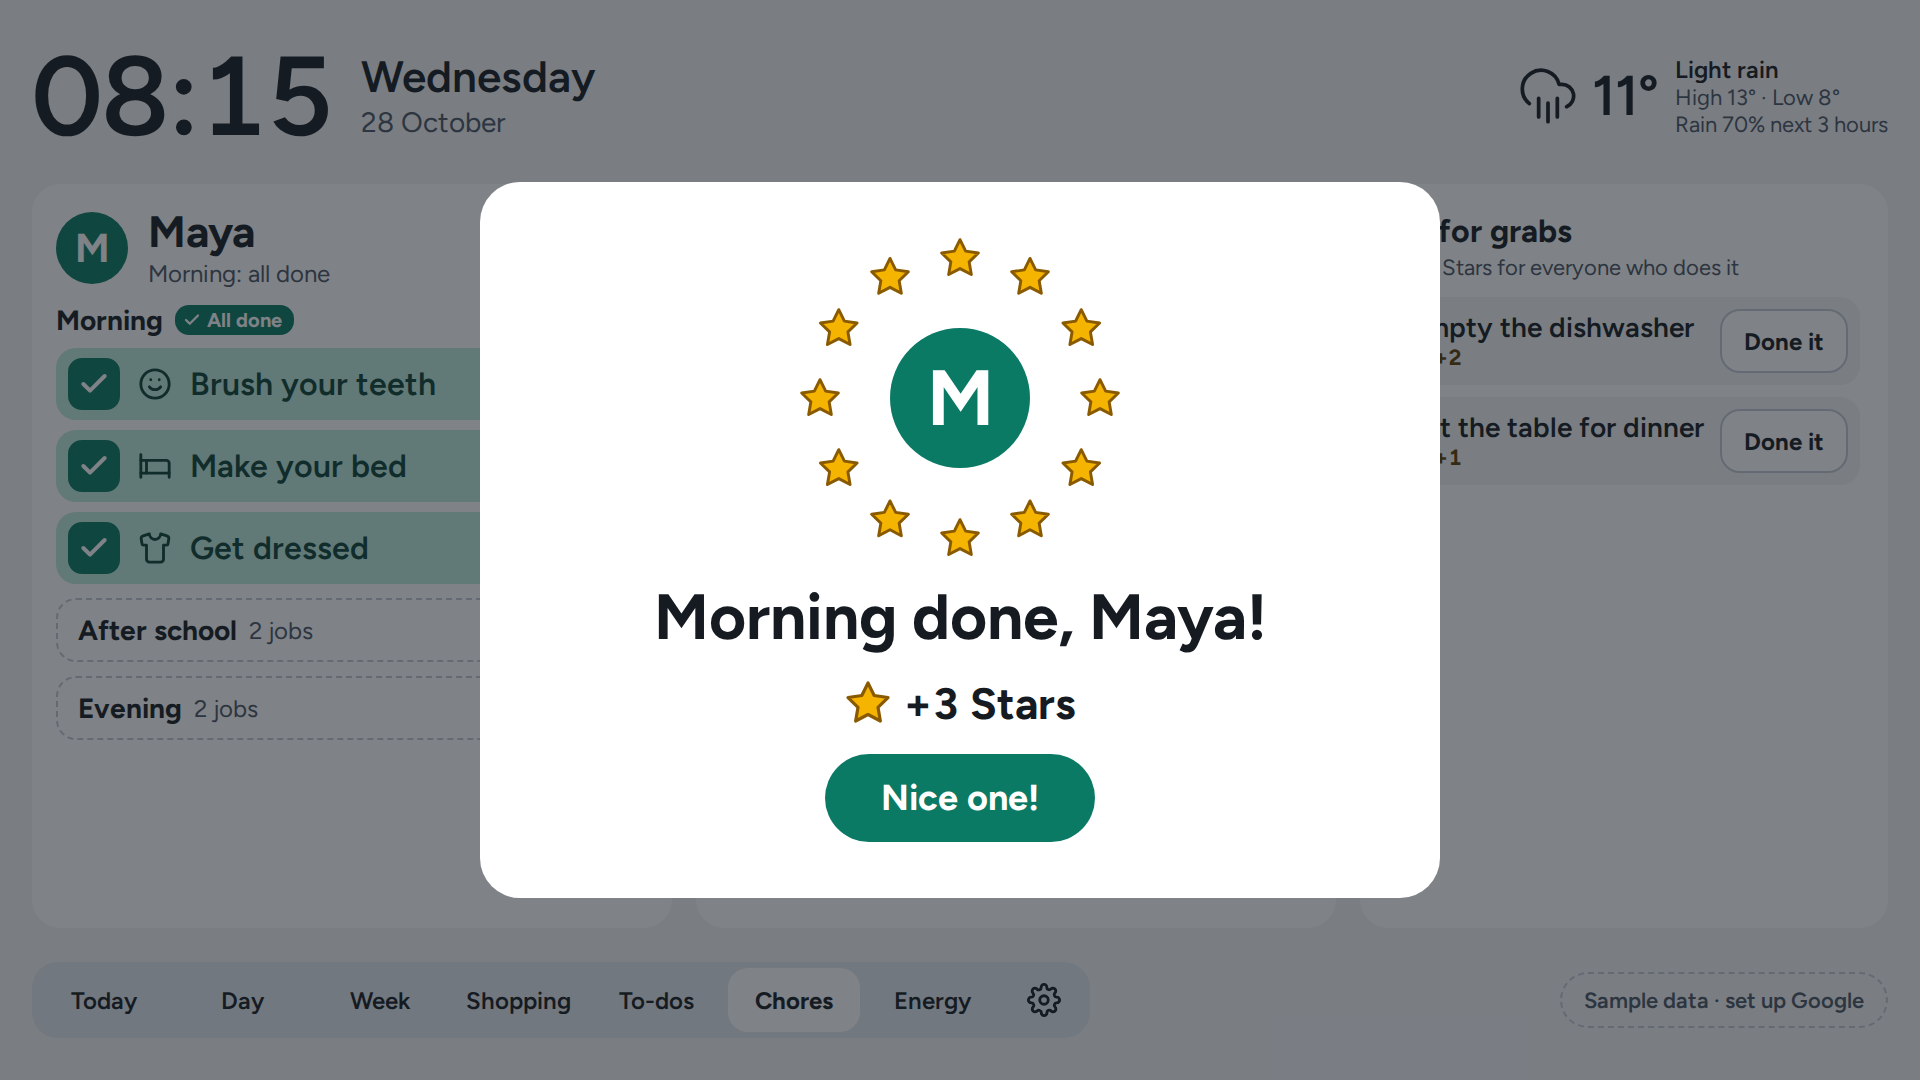 08:15
Wednesday
28 October
11°
Light rain
High 13° · Low 8°
Rain 70% next 3 hours
M
Maya
Morning: all done
Morning
All done
Brush your teeth
Make your bed
Get dressed
After school 2 jobs
Evening 2 jobs
M
Morning done, Maya!
+3 Stars
Nice one!
for grabs
Stars for everyone who does it
the dishwasher
+2
Done it
the table for dinner
+1
Done it
Today
Day
Week
Shopping
To-dos
Chores
Energy
Sample data · set up Google